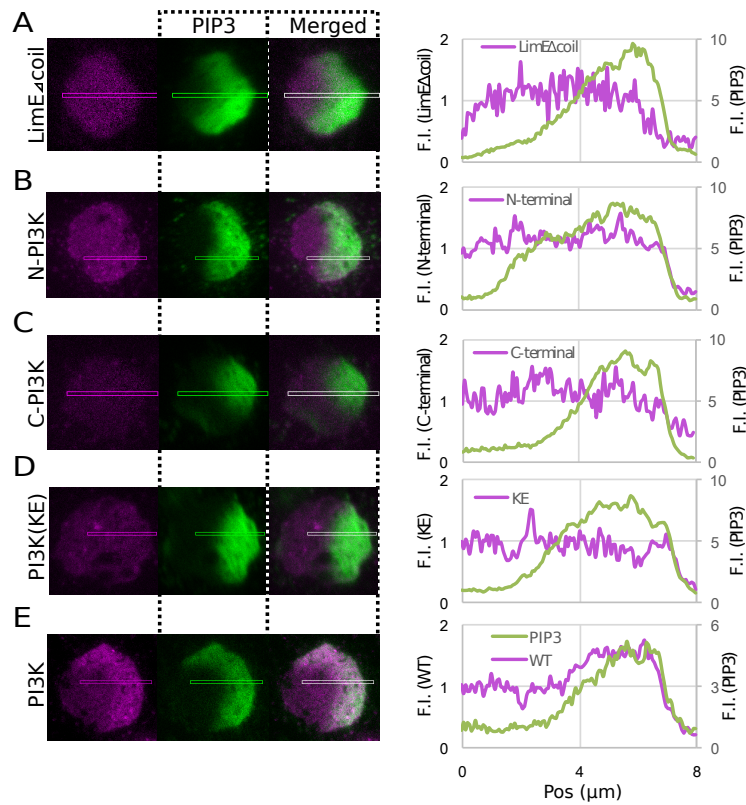 A
PIP3 Merged
LimE⊿coil
F.I. (LimEΔcoil)
2
1
0
LimEΔcoil
10
5
0
F.I. (PIP3)
B
N-PI3K
F.I. (N-terminal)
2
1
0
N-terminal
10
5
0
F.I. (PIP3)
C
C-PI3K
F.I. (C-terminal)
2
1
0
C-terminal
10
5
0
F.I. (PIP3)
D
PI3K(KE)
F.I. (KE)
2
1
0
KE
10
5
0
F.I. (PIP3)
E
PI3K
F.I. (WT)
2
1
0
PIP3
WT
6
3
0
F.I. (PIP3)
0 4 8
Pos (μm)